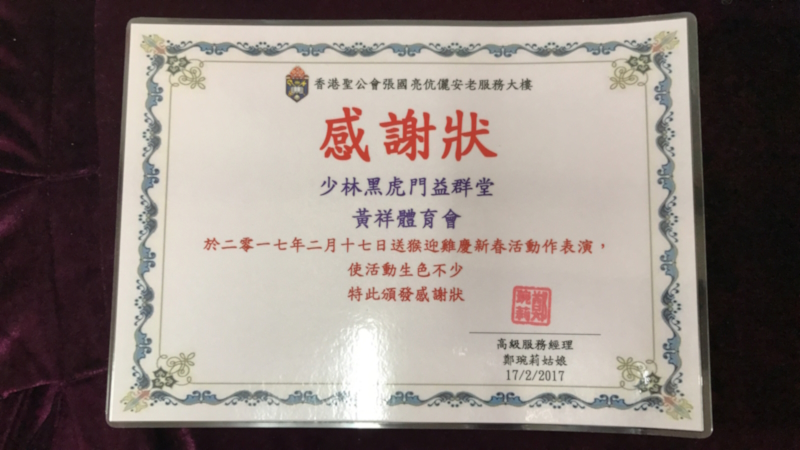 香港聖公會張國亮伉儷安老服務大樓
感謝狀
少林黑虎門益群堂
黃祥體育會
於二零一七年二月十七日送猴迎雞慶新春活動作表演，
使活動生色不少
特此頒發感謝狀
高級服務經理
鄭琬莉姑娘
17/2/2017